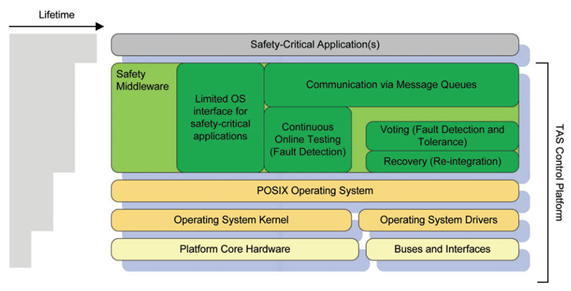 Lifetime
Safety-Critical Application(s)
Safety
Middleware
Limited OS
interface for
safety-critical
applications
Communication via Message Queues
Continuous
Online Testing
(Fault Detection)
Voting (Fault Detection and
Tolerance)
Recovery (Re-integration)
POSIX Operating System
Operating System Kernel
Operating System Drivers
Platform Core Hardware
Buses and Interfaces
TAS Control Platform